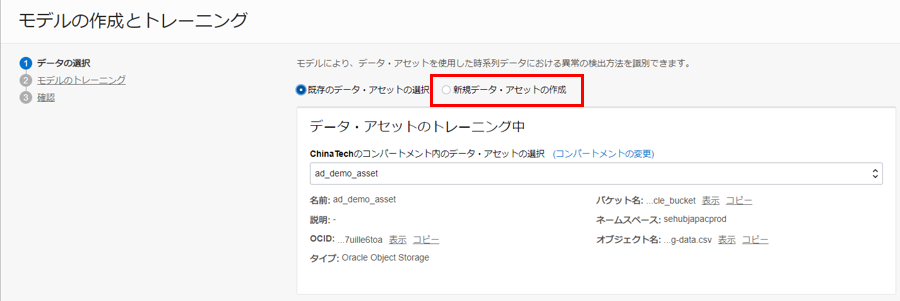 モデルの作成とトレーニング
1 データの選択
2 モデルのトレーニング
3 確認
モデルにより、データ・アセットを使用した時系列データにおける異常の検出方法を識別できます。
既存のデータ・アセットの選択 新規データ・アセットの作成
データ・アセットのトレーニング中
ChinaTechのコンパートメント内のデータ・アセットの選択 (コンパートメントの変更)
ad_demo_asset
名前: ad_demo_asset
説明: -
OCID: ...7uille6toa 表示 コピー
タイプ: Oracle Object Storage
バケット名: ...cle_bucket 表示 コピー
ネームスペース: sehubjapacprod
オブジェクト名: ...g-data.csv 表示 コピー